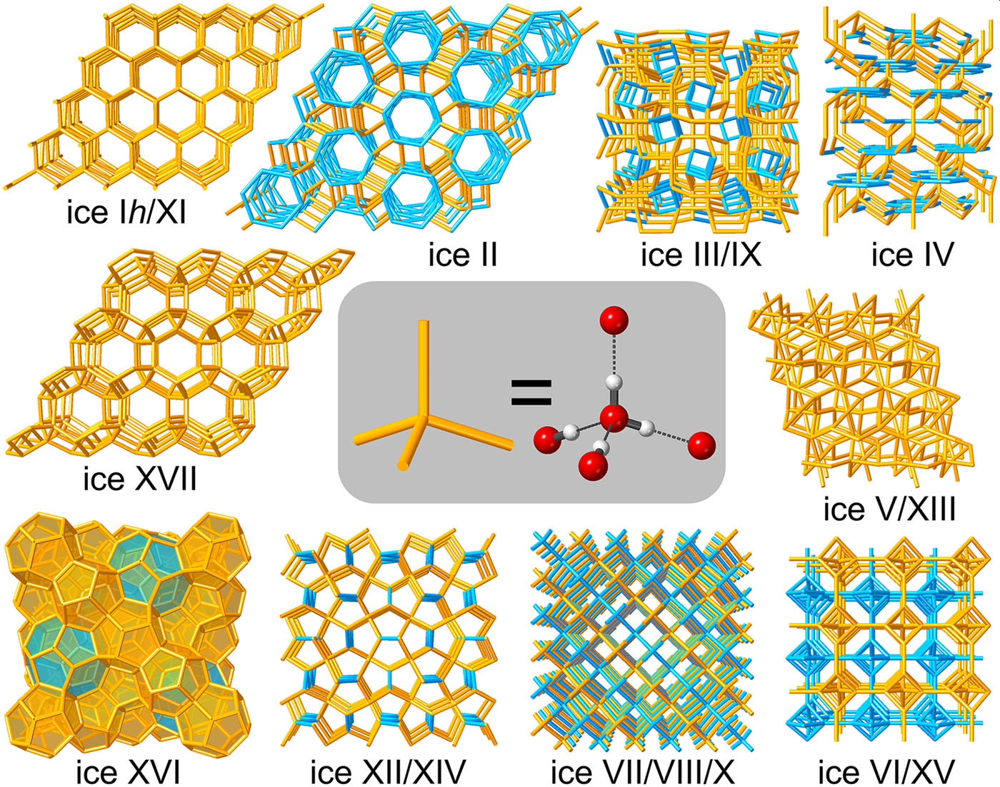 ice Ih/XI
ice II
ice III/IX
ice IV
ice XVII
=
ice V/XIII
ice XVI
ice XII/XIV
ice VII/VIII/X
ice VI/XV